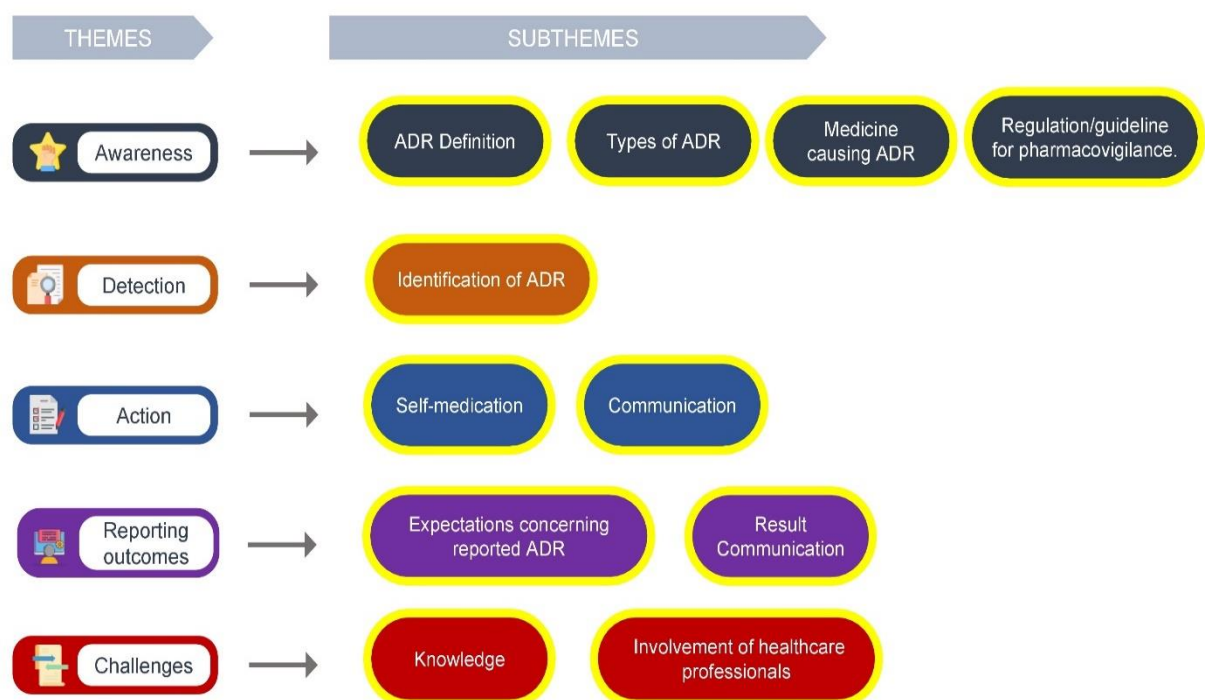 THEMES
SUBTHEMES
Awareness
ADR Definition
Types of ADR
Medicine
causing ADR
Regulation/guideline
for pharmacovigilance.
Detection
Identification of ADR
Action
Self-medication
Communication
Reporting
outcomes
Expectations concerning
reported ADR
Result
Communication
Challenges
Knowledge
Involvement of healthcare
professionals